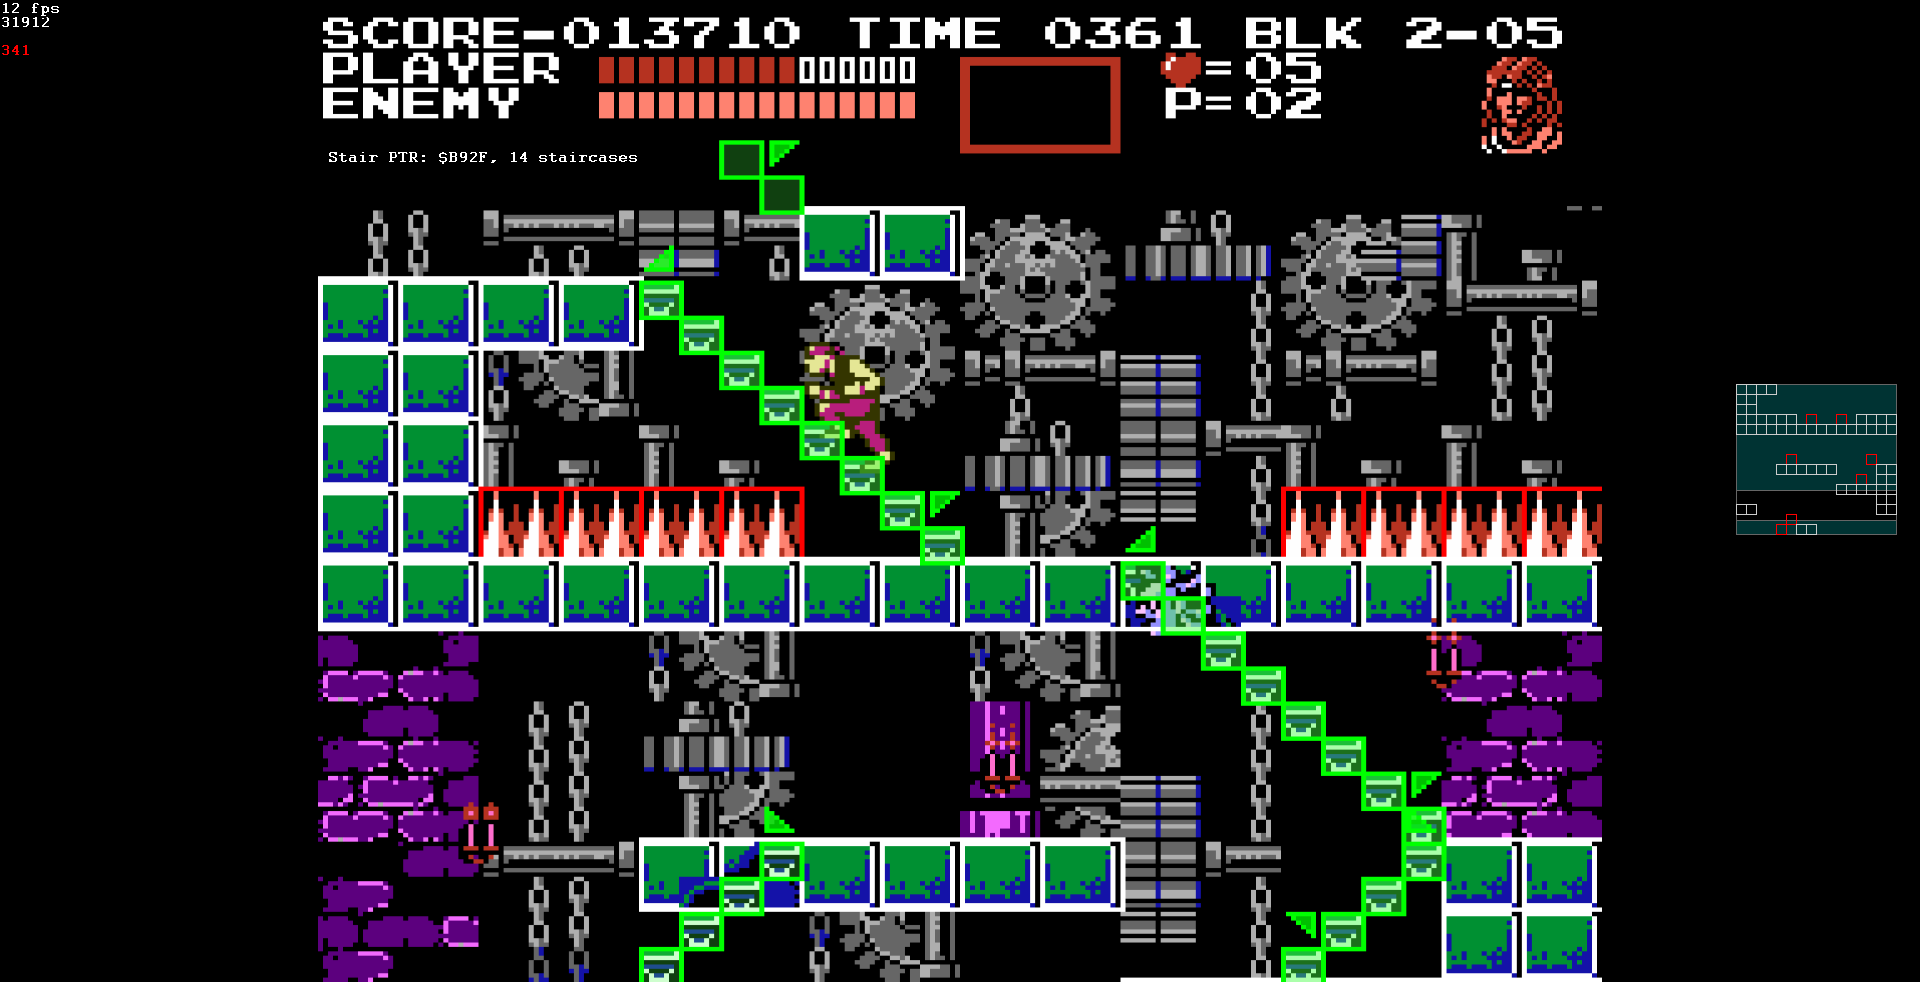 12 fps
31912
341
SCORE-013710 TIME 0361 BLK 2-05
PLAYER =05
ENEMY P=02
Stair PTR: $B92F, 14 staircases